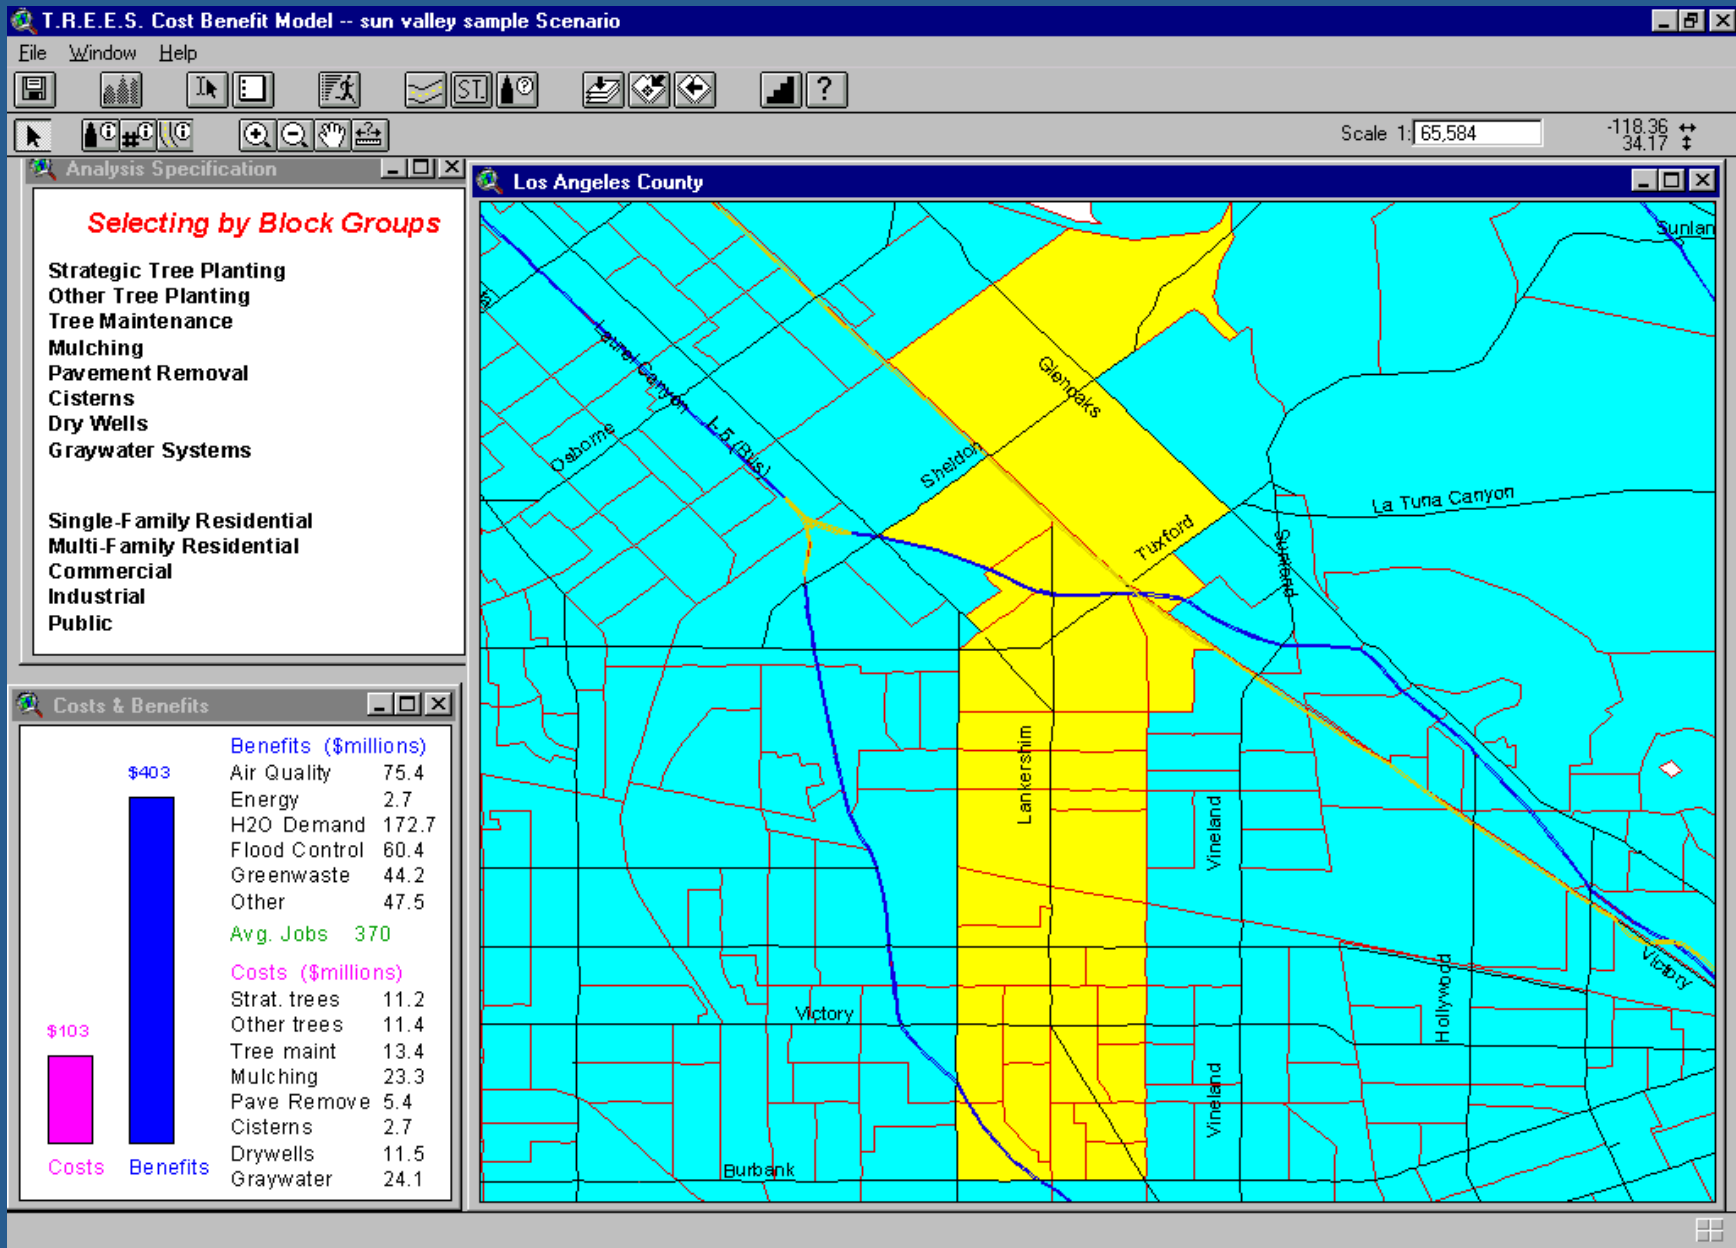 T.R.E.E.S. Cost Benefit Model -- sun valley sample Scenario
File Window Help
ST.
?
Scale 1: 65,584
-118.36
34.17
Analysis Specification
Selecting by Block Groups
Strategic Tree Planting
Other Tree Planting
Tree Maintenance
Mulching
Pavement Removal
Cisterns
Dry Wells
Graywater Systems
Single-Family Residential
Multi-Family Residential
Commercial
Industrial
Public
Costs & Benefits
$403
$103
Costs
Benefits
Benefits ($millions)
Air Quality 75.4
Energy 2.7
H2O Demand 172.7
Flood Control 60.4
Greenwaste 44.2
Other 47.5
Avg. Jobs 370
Costs ($millions)
Strat. trees 11.2
Other trees 11.4
Tree maint 13.4
Mulching 23.3
Pave Remove 5.4
Cisterns 2.7
Drywells 11.5
Graywater 24.1
Los Angeles County
Sunlan
Laurel Canyon
I-5 (Rts)
Osborne
Glenoaks
Sheldon
La Tuna Canyon
Tuxford
Sunland
Lankershim
Vineland
Victory
Hollywood
Victory
Vineland
Burbank